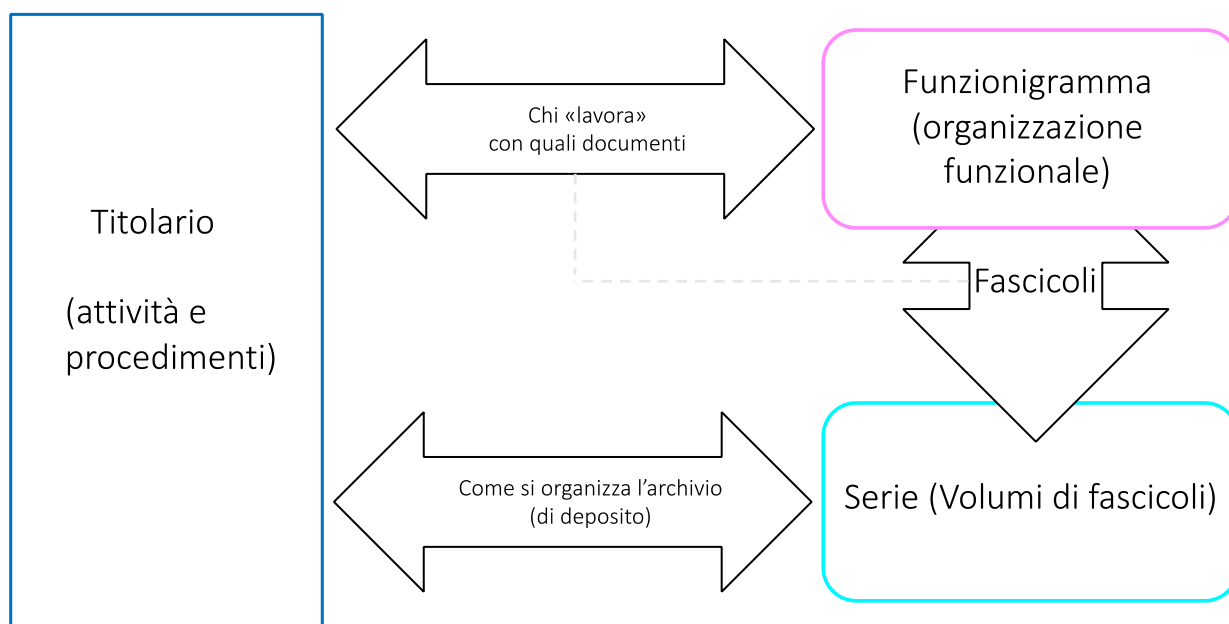 Titolario
(attività e
procedimenti)
Chi «lavora»
con quali documenti
Funzionigramma
(organizzazione
funzionale)
Fascicoli
Come si organizza l’archivio
(di deposito)
Serie (Volumi di fascicoli)